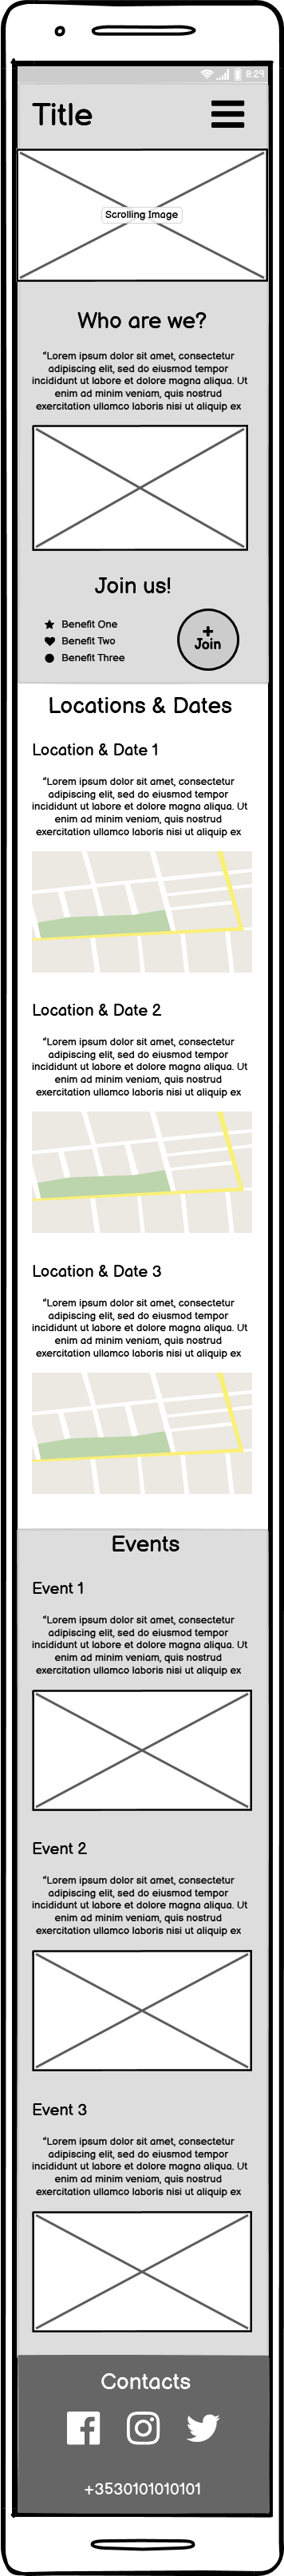 8:29
Title
Scrolling Image
Who are we?
“Lorem ipsum dolor sit amet, consectetur
adipiscing elit, sed do eiusmod tempor
incididunt ut labore et dolore magna aliqua. Ut
enim ad minim veniam, quis nostrud
exercitation ullamco laboris nisi ut aliquip ex
Join us!
Benefit One
Benefit Two
Benefit Three
+
Join
Locations & Dates
Location & Date 1
“Lorem ipsum dolor sit amet, consectetur
adipiscing elit, sed do eiusmod tempor
incididunt ut labore et dolore magna aliqua. Ut
enim ad minim veniam, quis nostrud
exercitation ullamco laboris nisi ut aliquip ex
Location & Date 2
“Lorem ipsum dolor sit amet, consectetur
adipiscing elit, sed do eiusmod tempor
incididunt ut labore et dolore magna aliqua. Ut
enim ad minim veniam, quis nostrud
exercitation ullamco laboris nisi ut aliquip ex
Location & Date 3
“Lorem ipsum dolor sit amet, consectetur
adipiscing elit, sed do eiusmod tempor
incididunt ut labore et dolore magna aliqua. Ut
enim ad minim veniam, quis nostrud
exercitation ullamco laboris nisi ut aliquip ex
Events
Event 1
“Lorem ipsum dolor sit amet, consectetur
adipiscing elit, sed do eiusmod tempor
incididunt ut labore et dolore magna aliqua. Ut
enim ad minim veniam, quis nostrud
exercitation ullamco laboris nisi ut aliquip ex
Event 2
“Lorem ipsum dolor sit amet, consectetur
adipiscing elit, sed do eiusmod tempor
incididunt ut labore et dolore magna aliqua. Ut
enim ad minim veniam, quis nostrud
exercitation ullamco laboris nisi ut aliquip ex
Event 3
“Lorem ipsum dolor sit amet, consectetur
adipiscing elit, sed do eiusmod tempor
incididunt ut labore et dolore magna aliqua. Ut
enim ad minim veniam, quis nostrud
exercitation ullamco laboris nisi ut aliquip ex
Contacts
+3530101010101